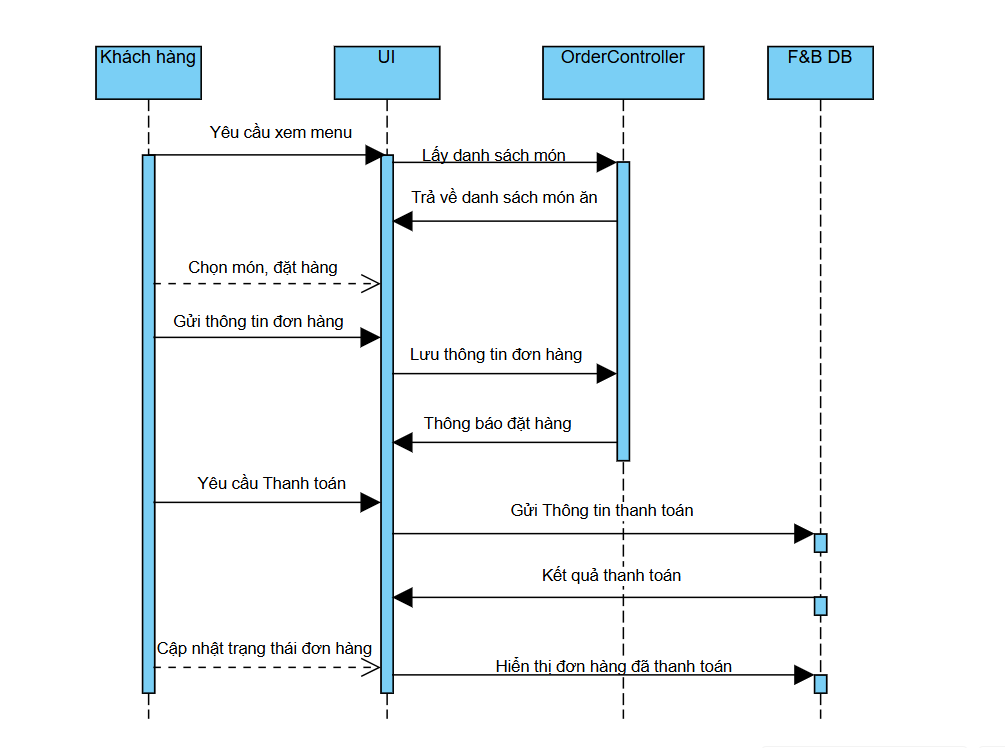 Khách hàng
UI
OrderController
F&B DB
Yêu cầu xem menu
Lấy danh sách món
Trả về danh sách món ăn
Chọn món, đặt hàng
Gửi thông tin đơn hàng
Lưu thông tin đơn hàng
Thông báo đặt hàng
Yêu cầu Thanh toán
Gửi Thông tin thanh toán
Kết quả thanh toán
Cập nhật trạng thái đơn hàng
Hiển thị đơn hàng đã thanh toán